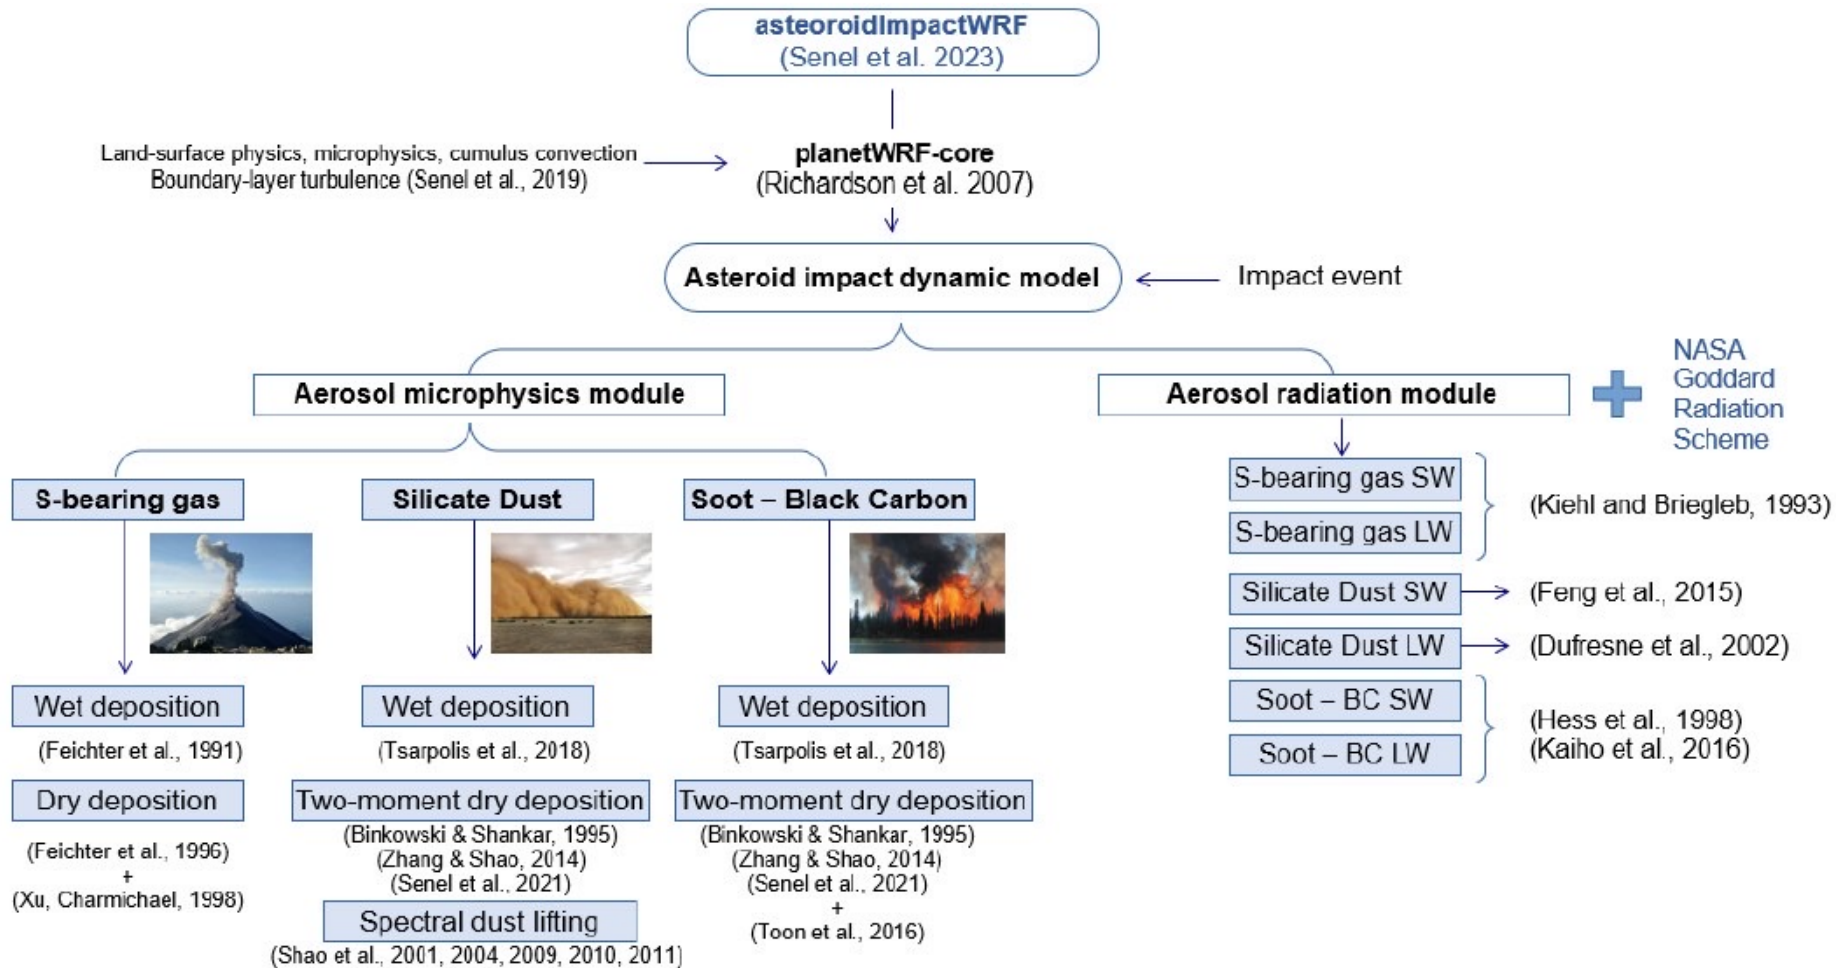 asteoroidImpactWRF
(Senel et al. 2023)
Land-surface physics, microphysics, cumulus convection
Boundary-layer turbulence (Senel et al., 2019)
planetWRF-core
(Richardson et al. 2007)
Asteroid impact dynamic model
Impact event
Aerosol microphysics module
Aerosol radiation module
NASA
Goddard
Radiation
Scheme
S-bearing gas
Silicate Dust
Soot – Black Carbon
Wet deposition
(Feichter et al., 1991)
Dry deposition
(Feichter et al., 1996)
+
(Xu, Charmichael, 1998)
Wet deposition
(Tsarpolis et al., 2018)
Two-moment dry deposition
(Binkowski & Shankar, 1995)
(Zhang & Shao, 2014)
(Senel et al., 2021)
Spectral dust lifting
(Shao et al., 2001, 2004, 2009, 2010, 2011)
Wet deposition
(Tsarpolis et al., 2018)
Two-moment dry deposition
(Binkowski & Shankar, 1995)
(Zhang & Shao, 2014)
(Senel et al., 2021)
+
(Toon et al., 2016)
S-bearing gas SW
S-bearing gas LW
(Kiehl and Briegleb, 1993)
Silicate Dust SW
(Feng et al., 2015)
Silicate Dust LW
(Dufresne et al., 2002)
Soot – BC SW
Soot – BC LW
(Hess et al., 1998)
(Kaiho et al., 2016)